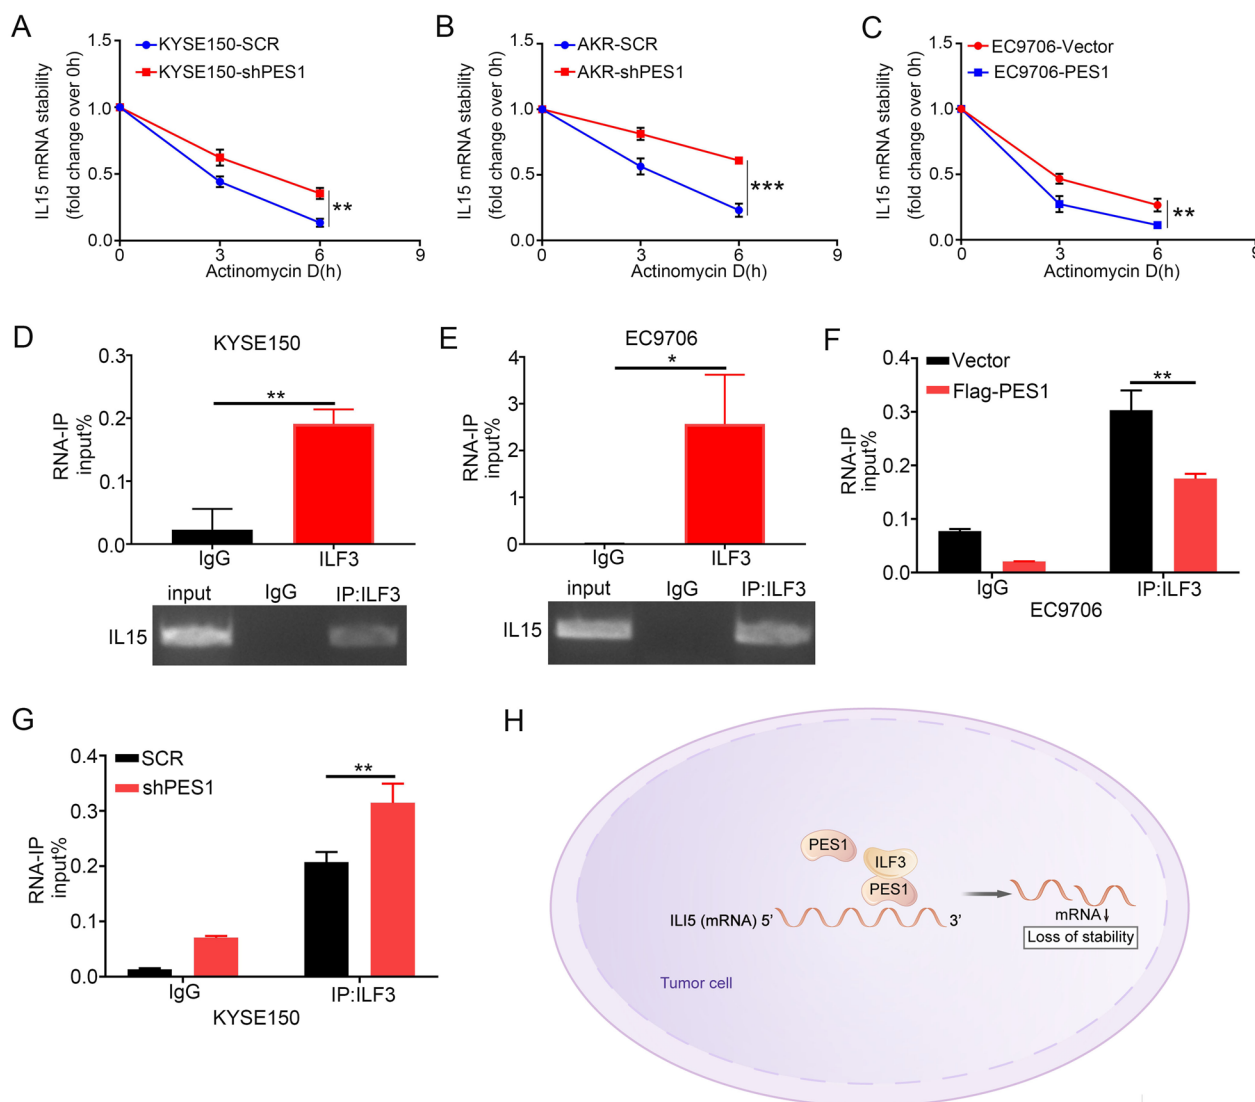 A
IL15 mRNA stability
(fold change over 0h)
1.5
1.0
0.5
0.0
KYSE150-SCR
KYSE150-shPES1
**
0 3 6 9
Actinomycin D(h)
B
IL15 mRNA stability
(fold change over 0h)
1.5
1.0
0.5
0.0
AKR-SCR
AKR-shPES1
***
0 3 6 9
Actinomycin D(h)
C
IL15 mRNA stability
(fold change over 0h)
1.5
1.0
0.5
0.0
EC9706-Vector
EC9706-PES1
**
0 3 6 9
Actinomycin D(h)
D
KYSE150
RNA-IP
input%
0.3
0.2
0.1
0.0
**
IgG ILF3
input IgG IP:ILF3
IL15
E
EC9706
RNA-IP
input%
4
3
2
1
0
*
IgG ILF3
input IgG IP:ILF3
IL15
F
RNA-IP
input%
0.4
0.3
0.2
0.1
0.0
Vector
Flag-PES1
**
IgG IP:ILF3
EC9706
G
RNA-IP
input%
0.4
0.3
0.2
0.1
0.0
SCR
shPES1
**
IgG IP:ILF3
KYSE150
H
PES1
ILF3
PES1
ILI5 (mRNA) 5’ 3’
mRNA↓
Loss of stability
Tumor cell